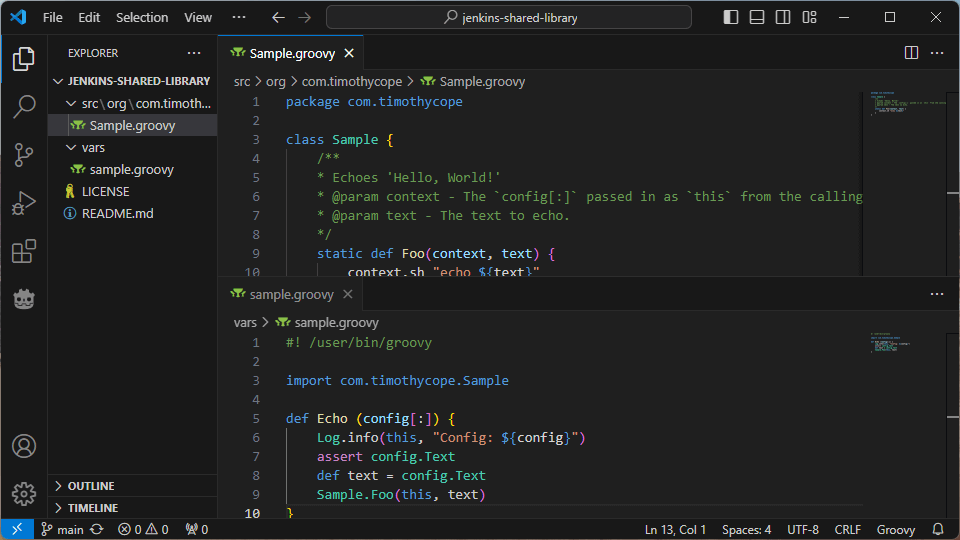 File Edit Selection View ··· jenkins-shared-library
EXPLORER ···
JENKINS-SHARED-LIBRARY
src\org\com.timoth...
Sample.groovy
vars
sample.groovy
LICENSE
README.md
OUTLINE
TIMELINE
Sample.groovy
src > org > com.timothycope > Sample.groovy
1 package com.timothycope
2
3 class Sample {
4 /**
5 * Echoes 'Hello, World!'
6 * @param context - The `config[:]` passed in as `this` from the calling
7 * @param text - The text to echo.
8 */
9 static def Foo(context, text) {
10 context.sh "echo ${text}"
sample.groovy
vars > sample.groovy
1 #! /user/bin/groovy
2
3 import com.timothycope.Sample
4
5 def Echo (config[:]) {
6 Log.info(this, "Config: ${config}")
7 assert config.Text
8 def text = config.Text
9 Sample.Foo(this, text)
10 }
main 0 0 0 Ln 13, Col 1 Spaces: 4 UTF-8 CRLF Groovy